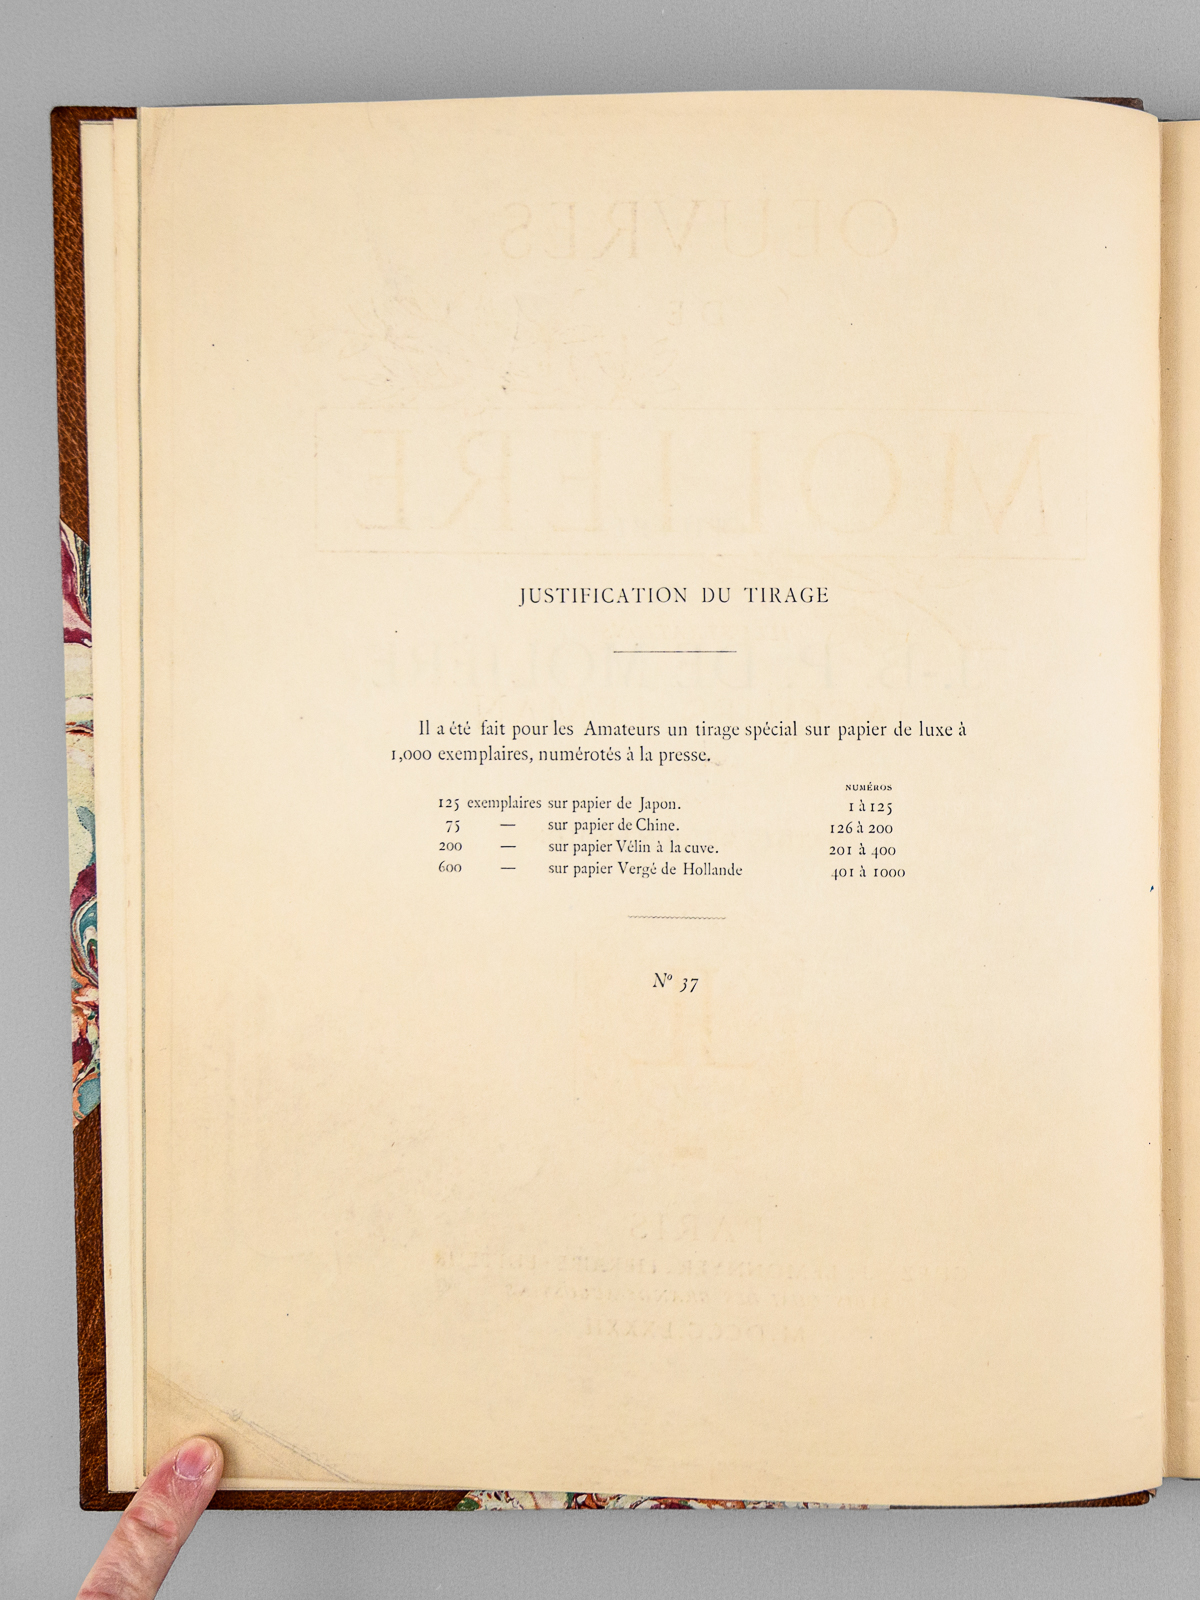 JUSTIFICATION DU TIRAGE
Il a été fait pour les Amateurs un tirage spécial sur papier de luxe à
1,000 exemplaires, numérotés à la presse.
NUMÉROS
125 exemplaires sur papier de Japon. 1 à 125
75 — sur papier de Chine. 126 à 200
200 — sur papier Vélin à la cuve. 201 à 400
600 — sur papier Vergé de Hollande 401 à 1000
Nº 37